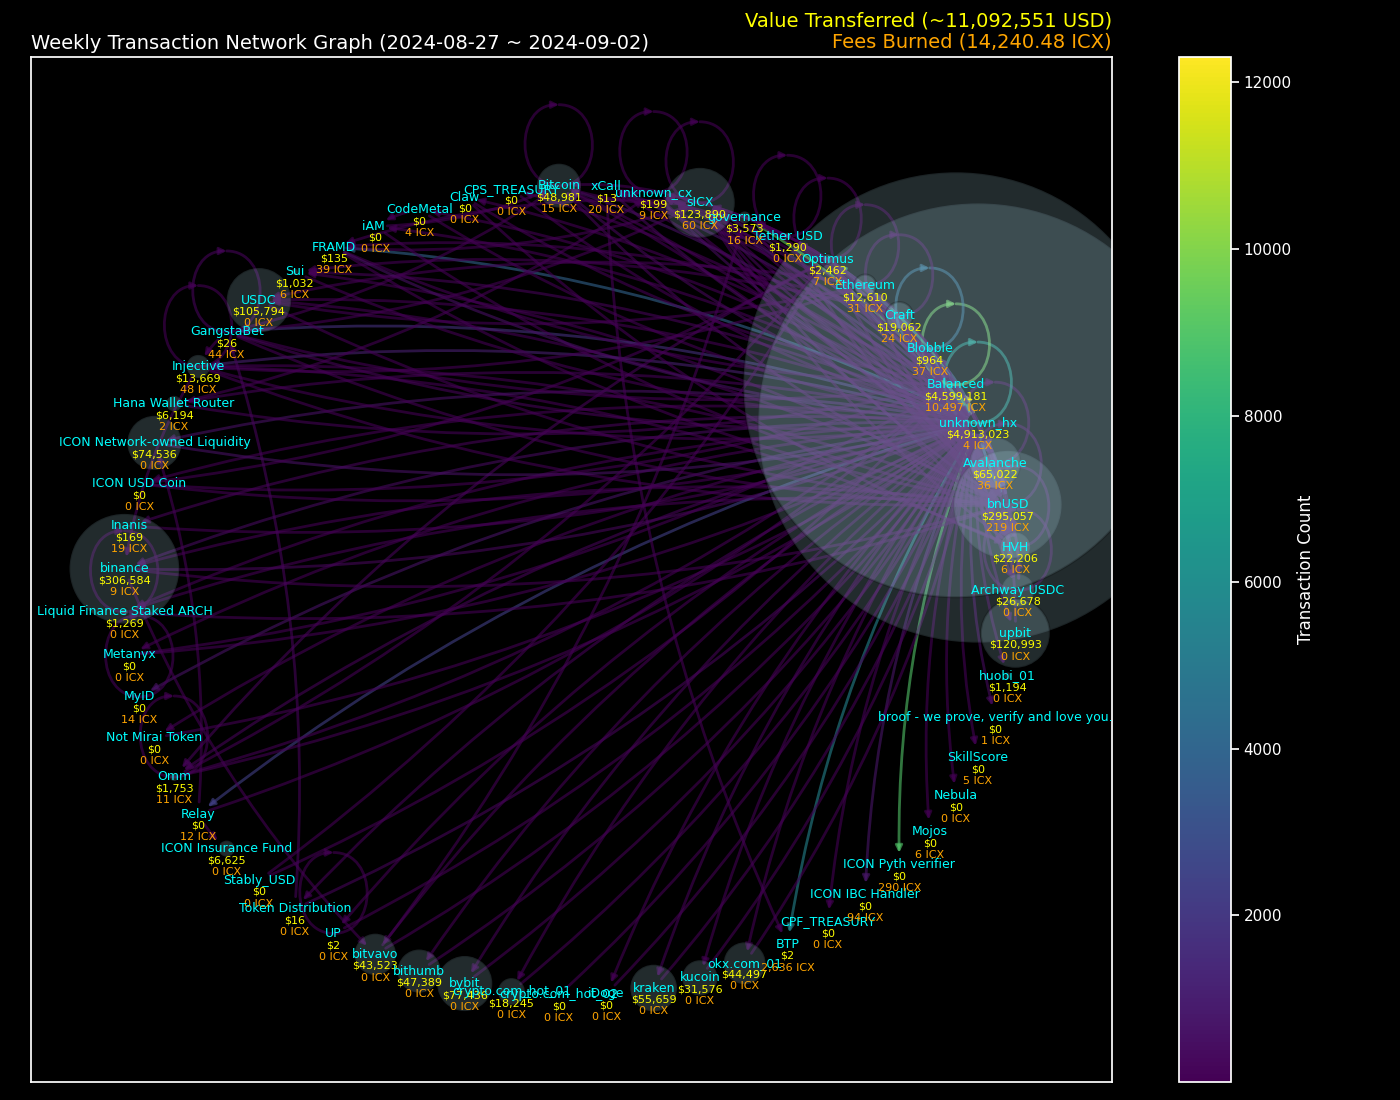 Value Transferred (~11,092,551 USD)
Weekly Transaction Network Graph (2024-08-27 ~ 2024-09-02)
Fees Burned (14,240.48 ICX)
Bitcoin
$48,981
15 ICX
xCall
$13
20 ICX
unknown_cx
$199
9 ICX
sICX
$123,890
60 ICX
governance
$3,573
16 ICX
Tether USD
$1,290
0 ICX
Optimus
$2,462
7 ICX
Ethereum
$12,610
31 ICX
Craft
$19,062
24 ICX
Blobble
$964
37 ICX
Balanced
$4,599,181
10,497 ICX
unknown_hx
$4,913,023
4 ICX
Avalanche
$65,022
36 ICX
bnUSD
$295,057
219 ICX
HVH
$22,206
6 ICX
Archway USDC
$26,678
0 ICX
upbit
$120,993
0 ICX
huobi_01
$1,194
0 ICX
broof - we prove, verify and love you.
$0
1 ICX
SkillScore
$0
5 ICX
Nebula
$0
0 ICX
Mojos
$0
6 ICX
ICON Pyth verifier
$0
290 ICX
ICON IBC Handler
$0
94 ICX
CPF_TREASURY
$0
0 ICX
BTP
$2
ICX
okx.com_01
$44,497
0 ICX
kucoin
$31,576
0 ICX
kraken
$55,659
0 ICX
iDoge
$0
0 ICX
crypto.com_hot_02
$0
0 ICX
crypto.com_hot_01
$18,245
0 ICX
bybit
$77,436
0 ICX
bithumb
$47,389
0 ICX
bitvavo
$43,523
0 ICX
UP
$2
0 ICX
Token Distribution
$16
0 ICX
Stably_USD
$0
0 ICX
ICON Insurance Fund
$6,625
0 ICX
Relay
$0
12 ICX
Omm
$1,753
11 ICX
Not Mirai Token
$0
0 ICX
MyID
$0
14 ICX
Metanyx
$0
0 ICX
Liquid Finance Staked ARCH
$1,269
0 ICX
binance
$306,584
9 ICX
Inanis
$169
19 ICX
ICON USD Coin
$0
0 ICX
ICON Network-owned Liquidity
$74,536
0 ICX
Hana Wallet Router
$6,194
2 ICX
Injective
$13,669
48 ICX
GangstaBet
$26
44 ICX
USDC
$105,794
0 ICX
Sui
$1,032
6 ICX
FRAMD
$135
39 ICX
iAM
$0
0 ICX
CodeMetal
$0
4 ICX
Claw
$0
0 ICX
CPS_TREASURY
$0
0 ICX
12000
10000
8000
6000
4000
2000
Transaction Count